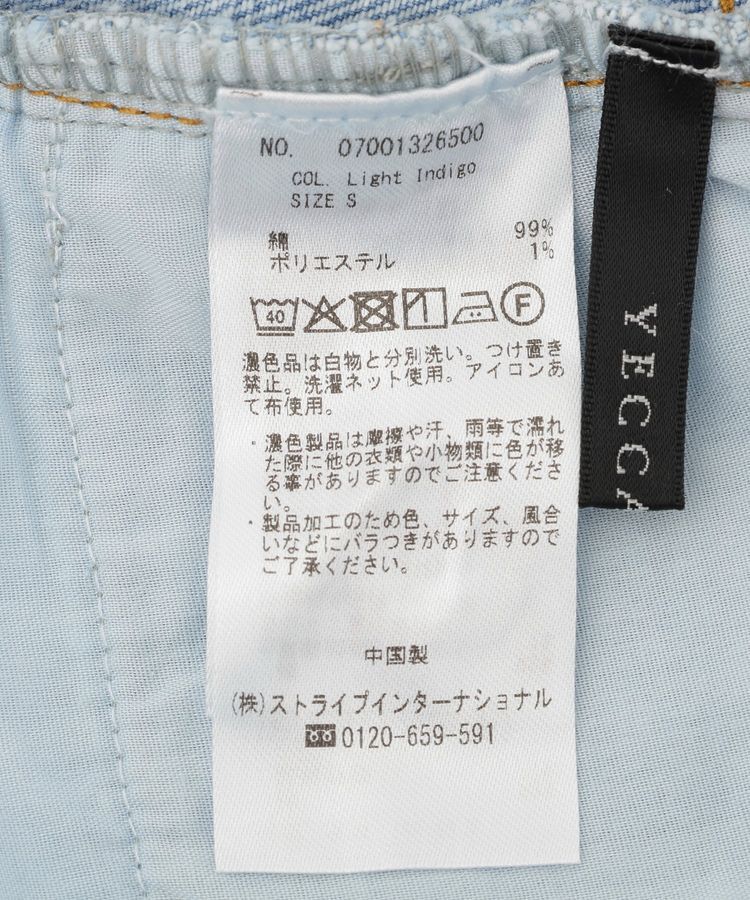 NO. 07001326500
COL. Light Indigo
SIZE S
綿 99%
ポリエステル 1%
40 F
濃色品は白物と分別洗い。つけ置き
禁止。洗濯ネット使用。アイコンあ
て布使用。
・濃色製品は摩擦や汗、雨等で濡れ
た際に他の衣類や小物類に色が移
る事がありますのでご注意くださ
い。
・製品加工のため色、サイズ、風合
いなどにバラつきがありますので
ご了承ください。
中国製
(株)ストライプインターナショナル
0120-659-591
YECCA